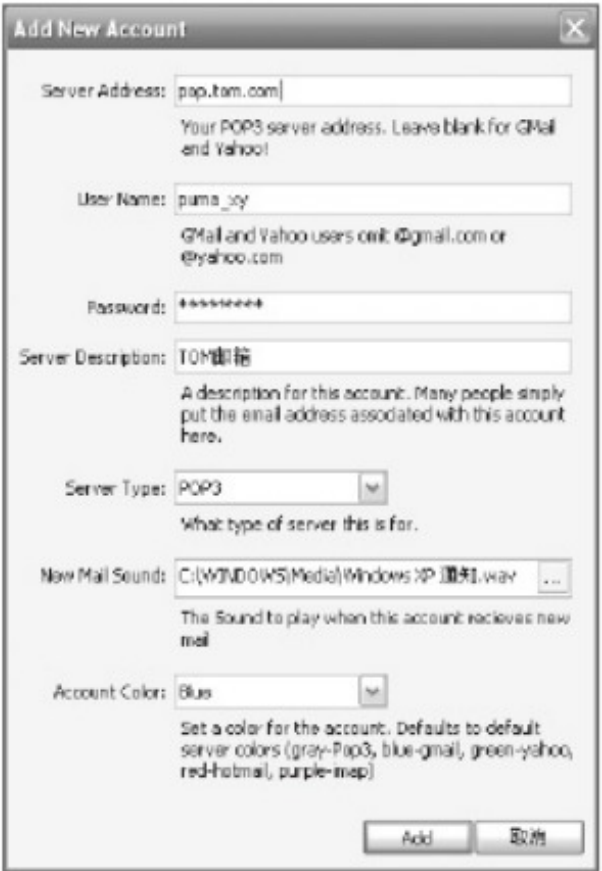 Add New Account
Server Address: pop.tom.com
Your POP3 server address. Leave blank for GMail
and Yahoo!
User Name: puma_xy
GMail and Yahoo users omit @gmail.com or
@yahoo.com
Password: *********
Server Description: TOM邮箱
A description for this account. Many people simply
put the email address associated with this account
here.
Server Type: POP3
What type of server this is for.
New Mail Sound: C:\WINDOWS\Media\Windows XP 通知.wav ...
The Sound to play when this account recieves new
mail
Account Color: Blue
Set a color for the account. Defaults to default
server colors (gray-Pop3, blue-gmail, green-yahoo,
red-hotmail, purple-imap)
Add 取消